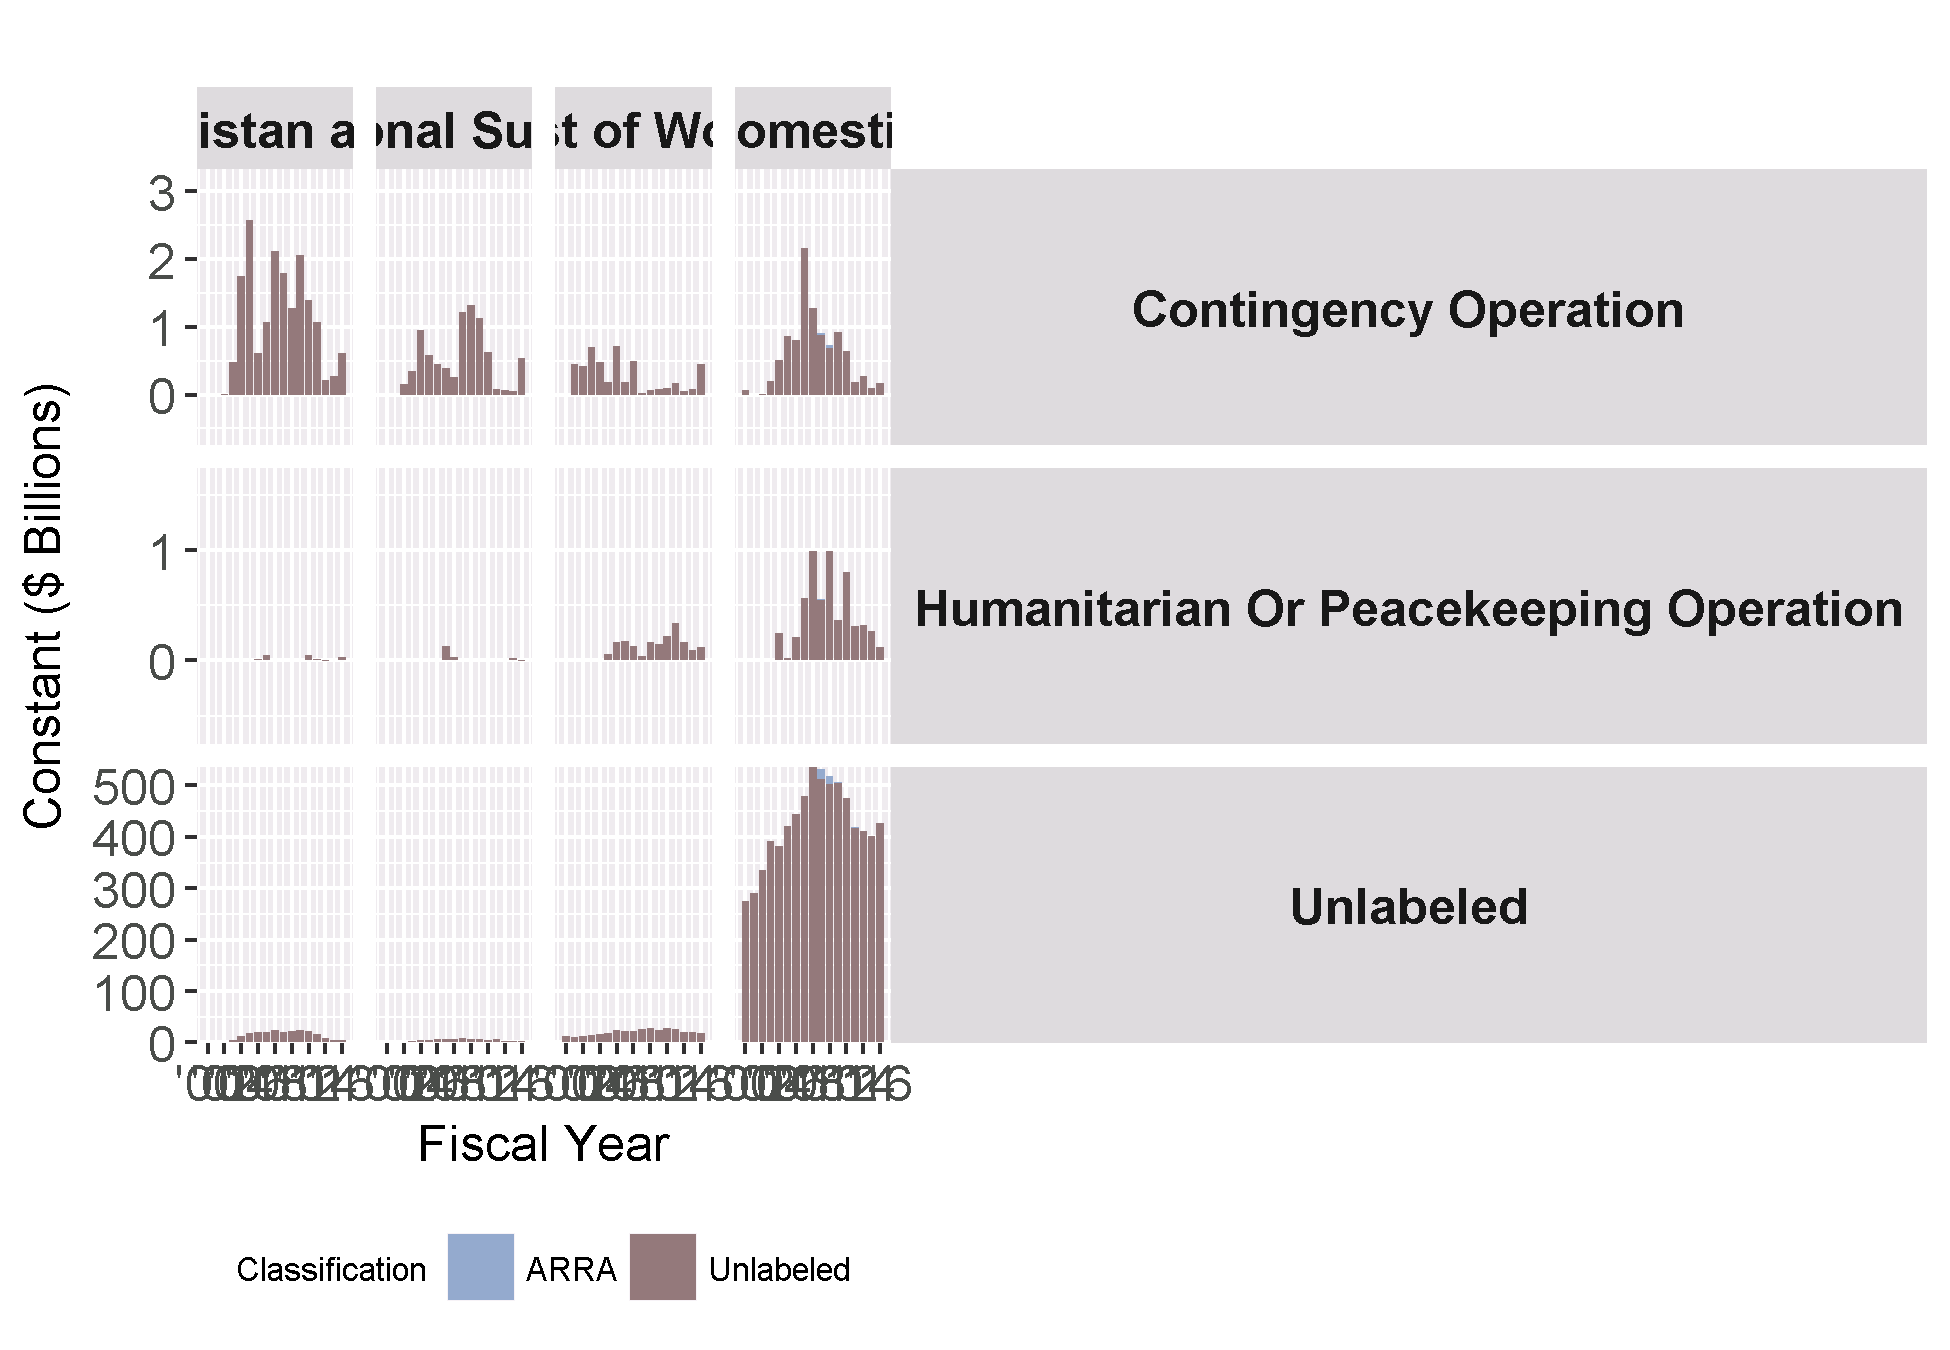 istan a
onal Su
st of Wo
omesti
3
2
1
0
Contingency Operation
1
0
Humanitarian Or Peacekeeping Operation
500
400
300
200
100
0
Unlabeled
Constant ($ Billions)
Fiscal Year
Classification ARRA Unlabeled